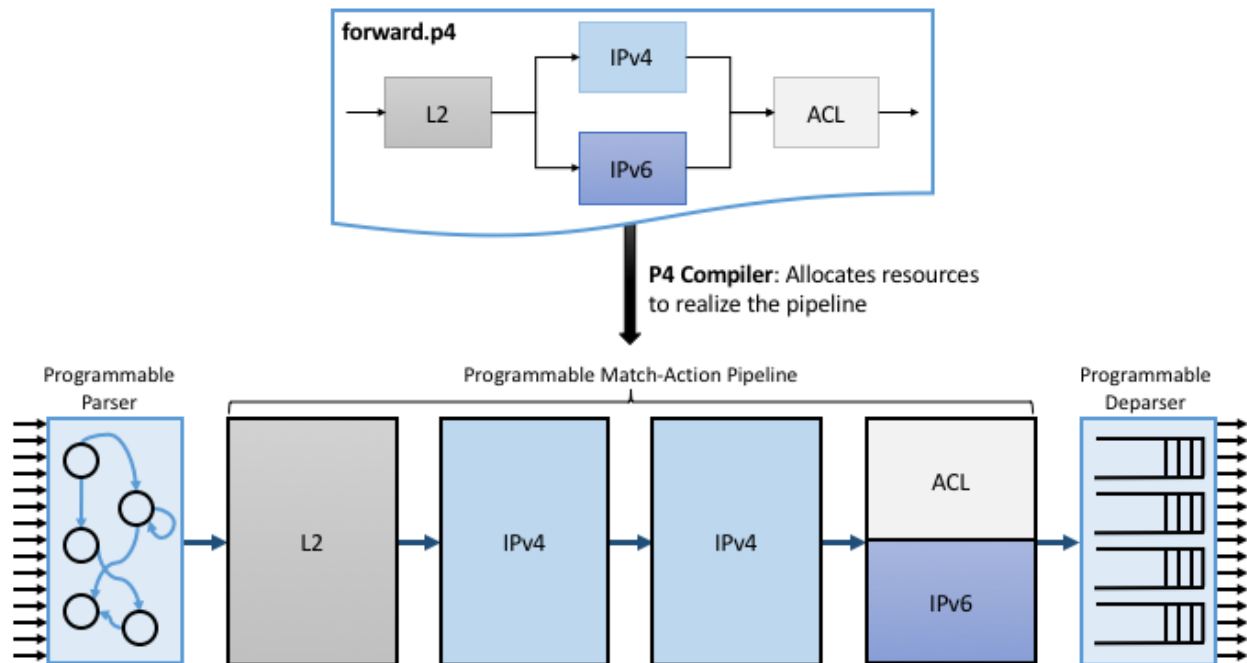 forward.p4
IPv4
L2
ACL
IPv6
P4 Compiler: Allocates resources
to realize the pipeline
Programmable
Parser
Programmable Match-Action Pipeline
Programmable
Deparser
L2
IPv4
IPv4
ACL
IPv6